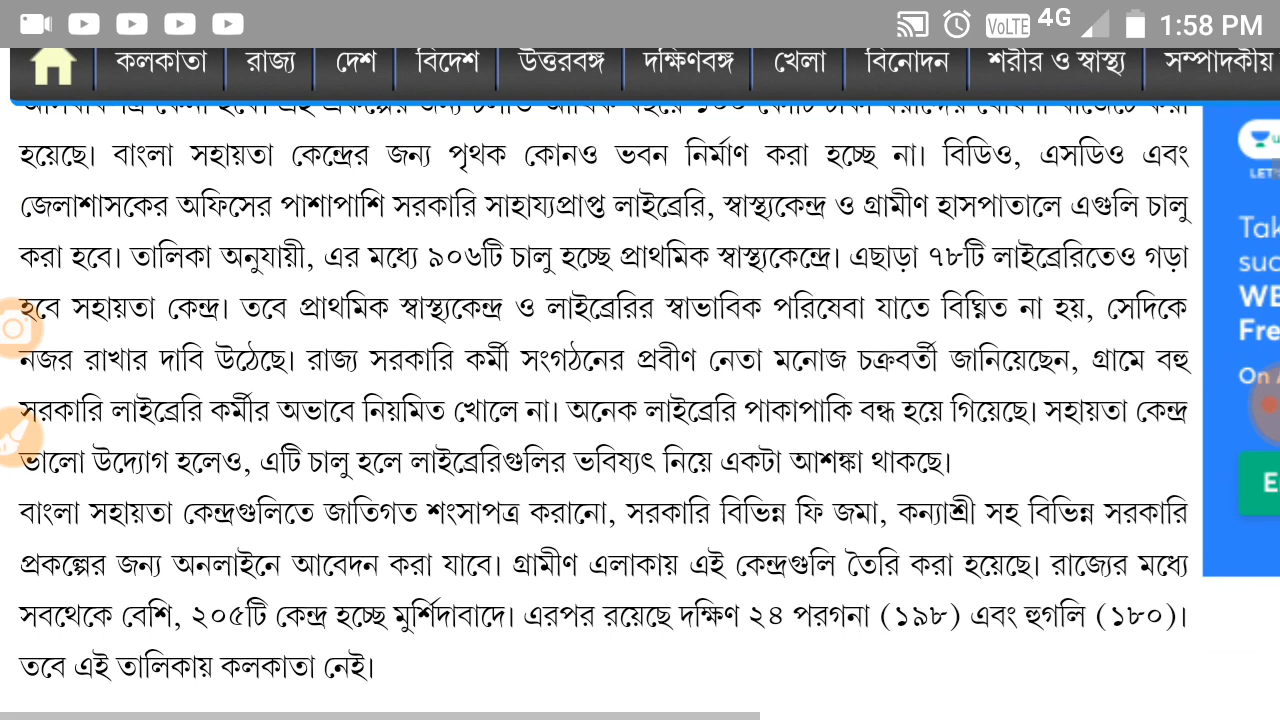 1:58 PM
VoLTE 4G
কলকাতা রাজ্য দেশ বিদেশ উত্তরবঙ্গ দক্ষিণবঙ্গ খেলা বিনোদন শরীর ও স্বাস্থ্য সম্পাদকীয়
হয়েছে। বাংলা সহায়তা কেন্দ্রের জন্য পৃথক কোনও ভবন নির্মাণ করা হচ্ছে না। বিডিও, এসডিও এবং
জেলাশাসকের অফিসের পাশাপাশি সরকারি সাহায্যপ্রাপ্ত লাইব্রেরি, স্বাস্থ্যকেন্দ্র ও গ্রামীণ হাসপাতালে এগুলি চালু
করা হবে। তালিকা অনুযায়ী, এর মধ্যে ৯০৬টি চালু হচ্ছে প্রাথমিক স্বাস্থ্যকেন্দ্রে। এছাড়া ৭৮টি লাইব্রেরিতেও গড়া
হবে সহায়তা কেন্দ্র। তবে প্রাথমিক স্বাস্থ্যকেন্দ্র ও লাইব্রেরির স্বাভাবিক পরিষেবা যাতে বিঘ্নিত না হয়, সেদিকে
নজর রাখার দাবি উঠেছে। রাজ্য সরকারি কর্মী সংগঠনের প্রবীণ নেতা মনোজ চক্রবর্তী জানিয়েছেন, গ্রামে বহু
সরকারি লাইব্রেরি কর্মীর অভাবে নিয়মিত খোলে না। অনেক লাইব্রেরি পাকাপাকি বন্ধ হয়ে গিয়েছে। সহায়তা কেন্দ্র
ভালো উদ্যোগ হলেও, এটি চালু হলে লাইব্রেরিগুলির ভবিষ্যৎ নিয়ে একটা আশঙ্কা থাকছে।
বাংলা সহায়তা কেন্দ্রগুলিতে জাতিগত শংসাপত্র করানো, সরকারি বিভিন্ন ফি জমা, কন্যাশ্রী সহ বিভিন্ন সরকারি
প্রকল্পের জন্য অনলাইনে আবেদন করা যাবে। গ্রামীণ এলাকায় এই কেন্দ্রগুলি তৈরি করা হয়েছে। রাজ্যের মধ্যে
সবথেকে বেশি, ২০৫টি কেন্দ্র হচ্ছে মুর্শিদাবাদে। এরপর রয়েছে দক্ষিণ ২৪ পরগনা (১৯৮) এবং হুগলি (১৮০)।
তবে এই তালিকায় কলকাতা নেই।